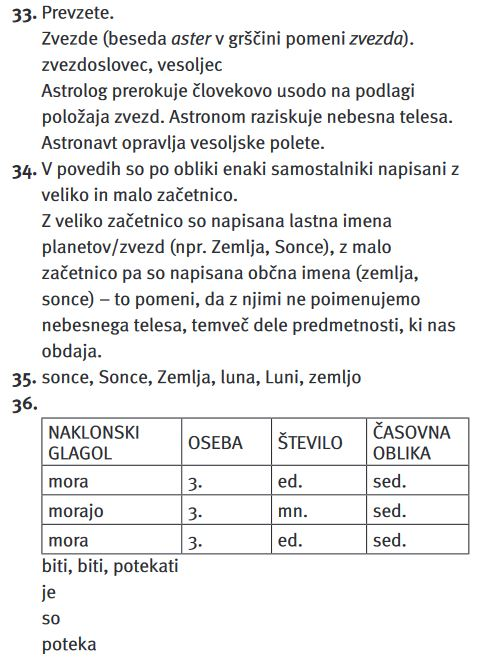 33. Prevzete.
Zvezde (beseda aster v grščini pomeni zvezda).
zvezdoslovec, vesoljec
Astrolog prerokuje človekovo usodo na podlagi
položaja zvezd. Astronom raziskuje nebesna telesa.
Astronavt opravlja vesoljske polete.
34. V povedih so po obliki enaki samostalniki napisani z
veliko in malo začetnico.
Z veliko začetnico so napisana lastna imena
planetov/zvezd (npr. Zemlja, Sonce), z malo
začetnico pa so napisana občna imena (zemlja,
sonce) – to pomeni, da z njimi ne poimenujemo
nebesnega telesa, temveč dele predmetnosti, ki nas
obdaja.
35. sonce, Sonce, Zemlja, luna, Luni, zemljo
36.
NAKLONSKI GLAGOL OSEBA ŠTEVILO ČASOVNA OBLIKA
mora 3. ed. sed.
morajo 3. mn. sed.
mora 3. ed. sed.
biti, biti, potekati
je
so
poteka